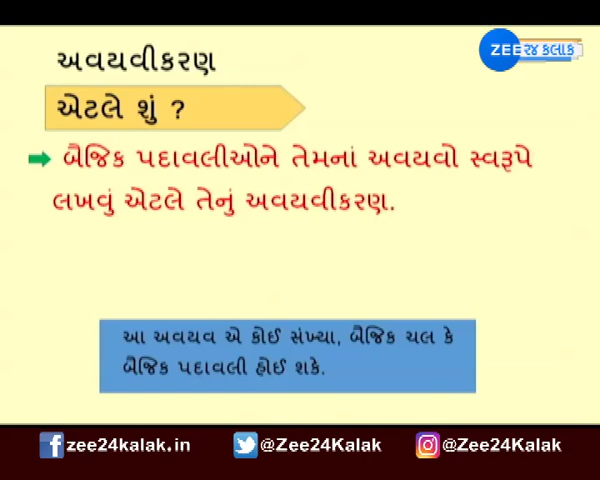 ZEE ૨૪ કલાક
અવયવીકરણ
એટલે શું ?
બૈજિક પદાવલીઓને તેમનાં અવયવો સ્વરૂપે
લખવું એટલે તેનું અવયવીકરણ.
આ અવયવ એ કોઈ સંખ્યા, બૈજિક ચલ કે
બૈજિક પદાવલી હોઈ શકે.
zee24kalak.in @Zee24Kalak @Zee24Kalak